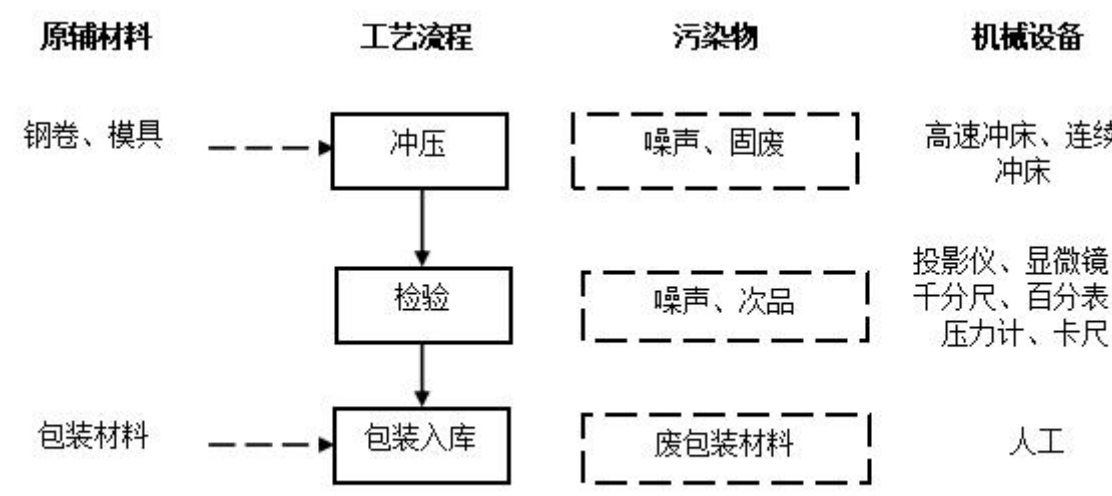 原辅材料 工艺流程 污染物 机械设备
钢卷、模具 冲压 噪声、固废 高速冲床、连续
冲床
检验 噪声、次品 投影仪、显微镜
千分尺、百分表
压力计、卡尺
包装材料 包装入库 废包装材料 人工